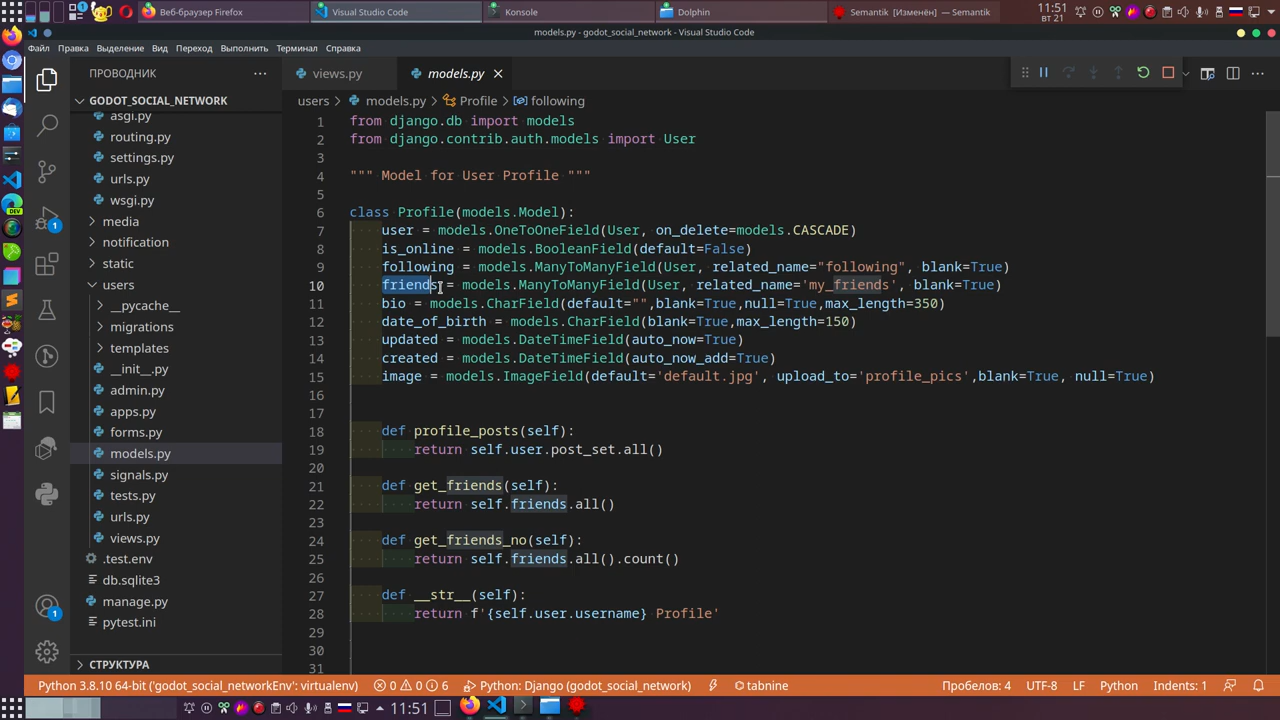 Веб-браузер Firefox
Visual Studio Code
Konsole
Dolphin
Semantik [Изменён] — Semantik
11:51
вт 21
models.py - godot_social_network - Visual Studio Code
Файл Правка Выделение Вид Переход Выполнить Терминал Справка
ПРОВОДНИК
views.py
models.py
GODOT_SOCIAL_NETWORK
users > models.py > Profile > following
asgi.py
routing.py
settings.py
urls.py
wsgi.py
media
notification
static
users
__pycache__
migrations
templates
__init__.py
admin.py
apps.py
forms.py
models.py
signals.py
tests.py
urls.py
views.py
.test.env
db.sqlite3
manage.py
pytest.ini
СТРУКТУРА
DEV
1
1
1 from django.db import models
2 from django.contrib.auth.models import User
3
4 """ Model for User Profile """
5
6 class Profile(models.Model):
7 user = models.OneToOneField(User, on_delete=models.CASCADE)
8 is_online = models.BooleanField(default=False)
9 following = models.ManyToManyField(User, related_name="following", blank=True)
10 friends = models.ManyToManyField(User, related_name='my_friends', blank=True)
11 bio = models.CharField(default="",blank=True,null=True,max_length=350)
12 date_of_birth = models.CharField(blank=True,max_length=150)
13 updated = models.DateTimeField(auto_now=True)
14 created = models.DateTimeField(auto_now_add=True)
15 image = models.ImageField(default='default.jpg', upload_to='profile_pics',blank=True, null=True)
16
17
18 def profile_posts(self):
19 return self.user.post_set.all()
20
21 def get_friends(self):
22 return self.friends.all()
23
24 def get_friends_no(self):
25 return self.friends.all().count()
26
27 def __str__(self):
28 return f'{self.user.username} Profile'
29
30
31
Python 3.8.10 64-bit ('godot_social_networkEnv': virtualenv) 0 0 6 Python: Django (godot_social_network) tabnine Пробелов: 4 UTF-8 LF Python Indents: 1
11:51